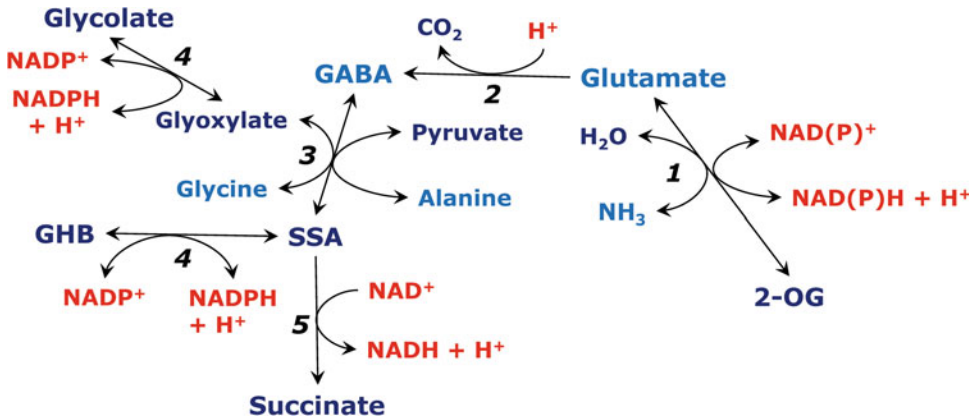 Glycolate
NADP⁺
4
NADPH
+ H⁺
Glyoxylate
CO₂
H⁺
GABA
2
Glutamate
3
Pyruvate
Glycine
Alanine
H₂O
1
NAD(P)⁺
NH₃
NAD(P)H + H⁺
2-OG
GHB
4
SSA
NADP⁺
NADPH
+ H⁺
NAD⁺
5
NADH + H⁺
Succinate